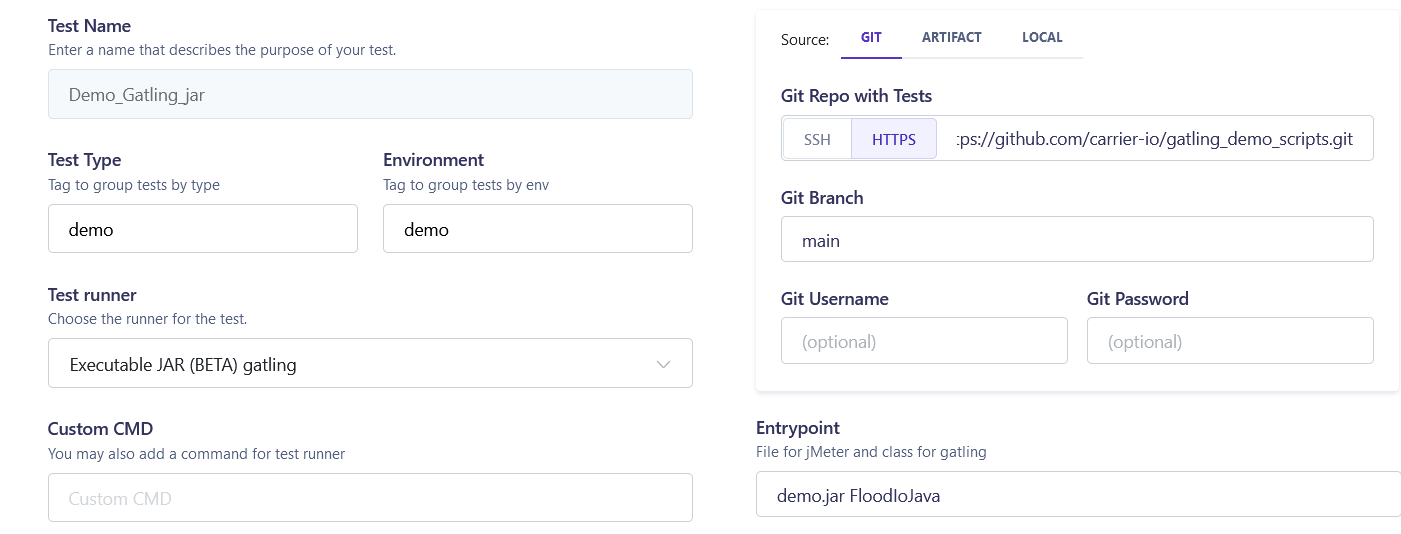 Test Name
Enter a name that describes the purpose of your test.
Demo_Gatling_jar
Test Type
Tag to group tests by type
demo
Environment
Tag to group tests by env
demo
Test runner
Choose the runner for the test.
Executable JAR (BETA) gatling
Custom CMD
You may also add a command for test runner
Custom CMD
Source: GIT ARTIFACT LOCAL
Git Repo with Tests
SSH HTTPS :ps://github.com/carrier-io/gatling_demo_scripts.git
Git Branch
main
Git Username
(optional)
Git Password
(optional)
Entrypoint
File for jMeter and class for gatling
demo.jar FloodIoJava